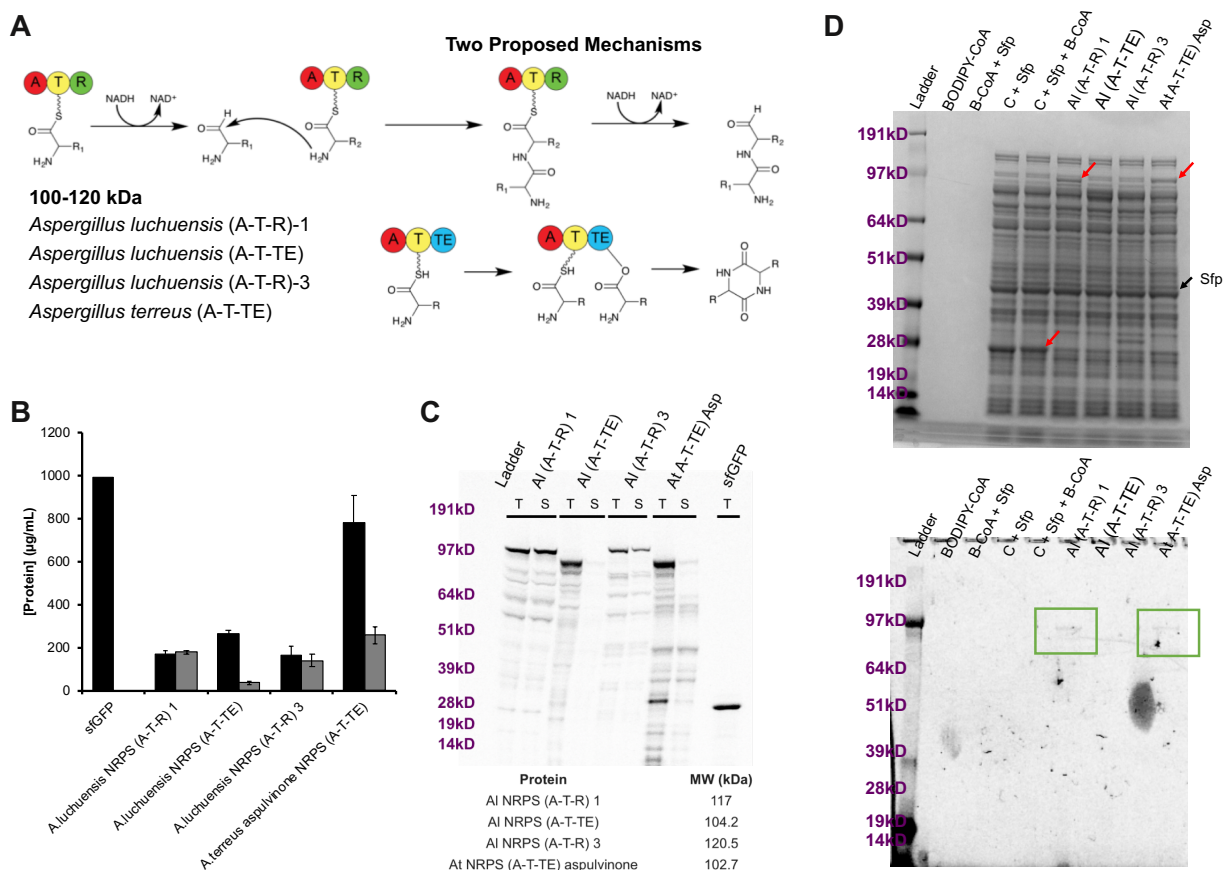 A
Two Proposed Mechanisms
A T R
A T R
A T R
NADH NAD+
NADH NAD+
S
S
S
O
O
O
O
R1
R1
R2
R2
R2
H2N
H2N
H2N
HN
HN
O
O
R1
R1
NH2
NH2
100-120 kDa
Aspergillus luchuensis (A-T-R)-1
Aspergillus luchuensis (A-T-TE)
Aspergillus luchuensis (A-T-R)-3
Aspergillus terreus (A-T-TE)
A T TE
A T TE
SH
SH
O
O
O
O
R
R
R
H2N
H2N
H2N
O
R
HN
NH
R
O
B
[Protein] (µg/mL)
1200
1000
800
600
400
200
0
sfGFP
A.luchuensis NRPS (A-T-R) 1
A.luchuensis NRPS (A-T-TE)
A.luchuensis NRPS (A-T-R) 3
A.terreus aspulvinone NRPS (A-T-TE)
C
Ladder
Al (A-T-R) 1
Al (A-T-TE)
Al (A-T-R) 3
At A-T-TE) Asp
sfGFP
T S T S T S T S T
191kD
97kD
64kD
51kD
39kD
28kD
19kD
14kD
Protein MW (kDa)
Al NRPS (A-T-R) 1 117
Al NRPS (A-T-TE) 104.2
Al NRPS (A-T-R) 3 120.5
At NRPS (A-T-TE) aspulvinone 102.7
D
Ladder
BODIPY-CoA
B-CoA + Sfp
C + Sfp
C + Sfp + B-CoA
Al (A-T-R) 1
Al (A-T-TE)
Al (A-T-R) 3
At A-T-TE) Asp
191kD
97kD
64kD
51kD
39kD
28kD
19kD
14kD
Sfp
Ladder
BODIPY-CoA
B-CoA + Sfp
C + Sfp
C + Sfp + B-CoA
Al (A-T-R) 1
Al (A-T-TE)
Al (A-T-R) 3
At A-T-TE) Asp
191kD
97kD
64kD
51kD
39kD
28kD
19kD
14kD